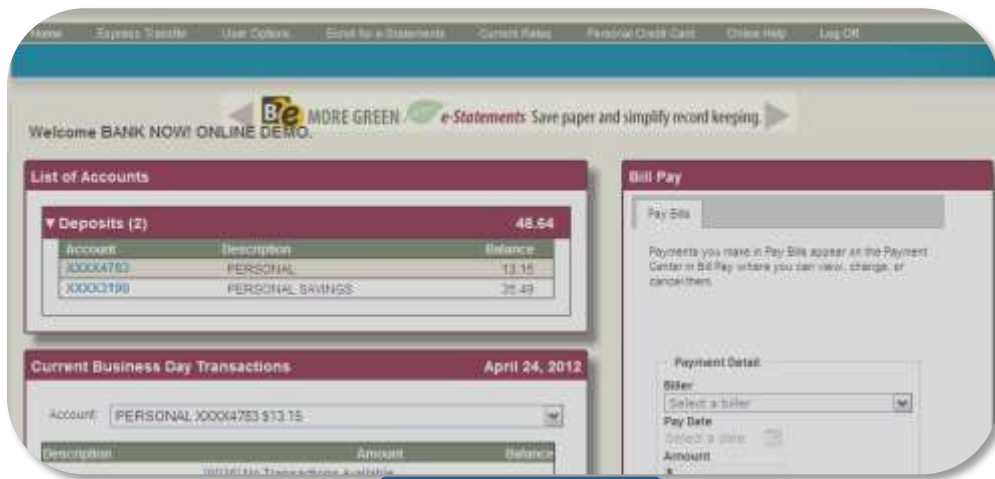 Home Express Transfer User Options Enroll for e-Statements Current Rates Personal Credit Card Online Help Log Off
Be MORE GREEN e-Statements Save paper and simplify record keeping.
Welcome BANK NOW! ONLINE DEMO.
List of Accounts
Deposits (2) 48.64
Account Description Balance
XXXX4783 PERSONAL 13.15
XXXX3190 PERSONAL SAVINGS 35.49
Current Business Day Transactions April 24, 2012
Account: PERSONAL XXXX4783 $13.15
Description Amount Balance
No Transactions Available
Bill Pay
Pay Bills
Payments you make in Pay Bills appear on the Payment
Center in Bill Pay where you can view, change, or
cancel them.
Payment Detail
Biller
Select a biller
Pay Date
Select a date
Amount
$